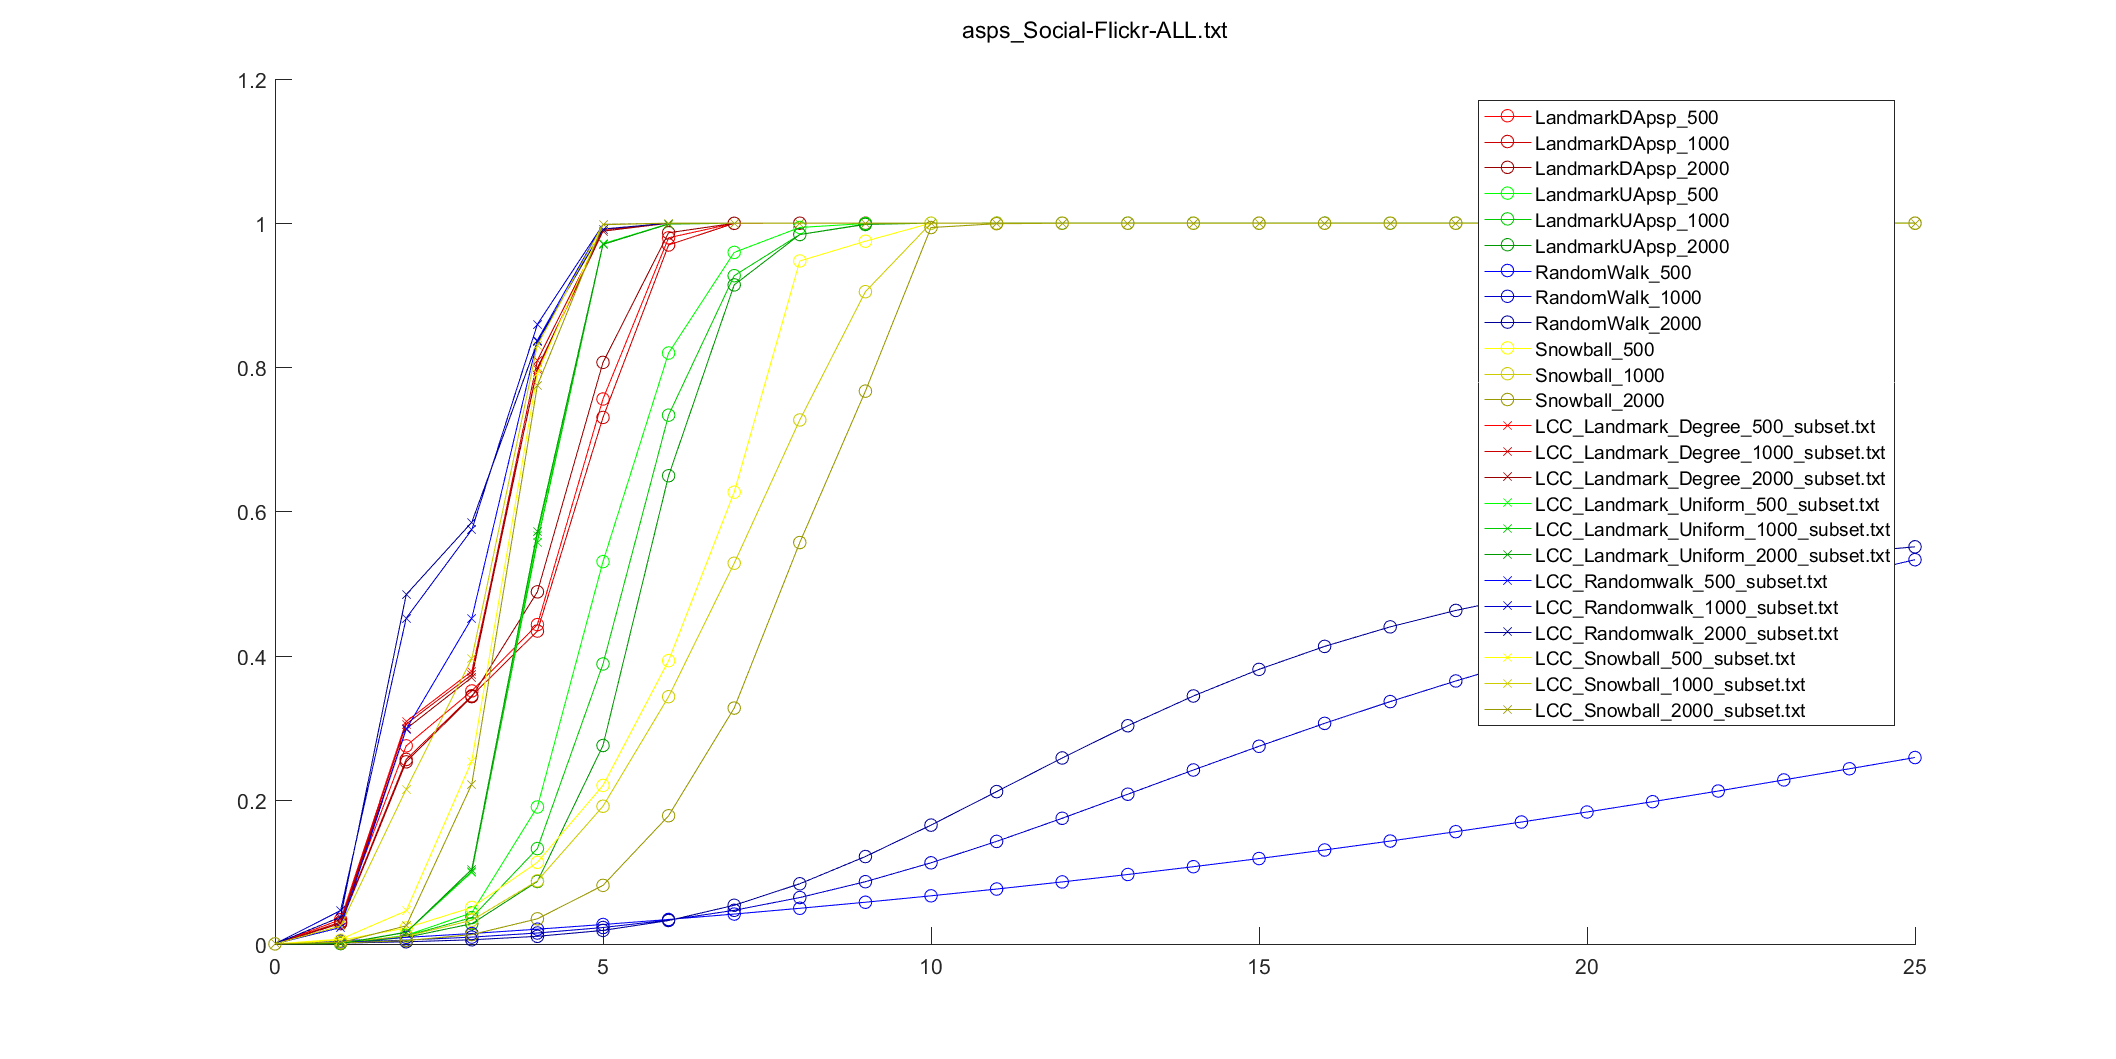 asps_Social-Flickr-ALL.txt
1.2
1
0.8
0.6
0.4
0.2
0
0 5 10 15 20 25
LandmarkDApsp_500
LandmarkDApsp_1000
LandmarkDApsp_2000
LandmarkUApsp_500
LandmarkUApsp_1000
LandmarkUApsp_2000
RandomWalk_500
RandomWalk_1000
RandomWalk_2000
Snowball_500
Snowball_1000
Snowball_2000
LCC_Landmark_Degree_500_subset.txt
LCC_Landmark_Degree_1000_subset.txt
LCC_Landmark_Degree_2000_subset.txt
LCC_Landmark_Uniform_500_subset.txt
LCC_Landmark_Uniform_1000_subset.txt
LCC_Landmark_Uniform_2000_subset.txt
LCC_Randomwalk_500_subset.txt
LCC_Randomwalk_1000_subset.txt
LCC_Randomwalk_2000_subset.txt
LCC_Snowball_500_subset.txt
LCC_Snowball_1000_subset.txt
LCC_Snowball_2000_subset.txt